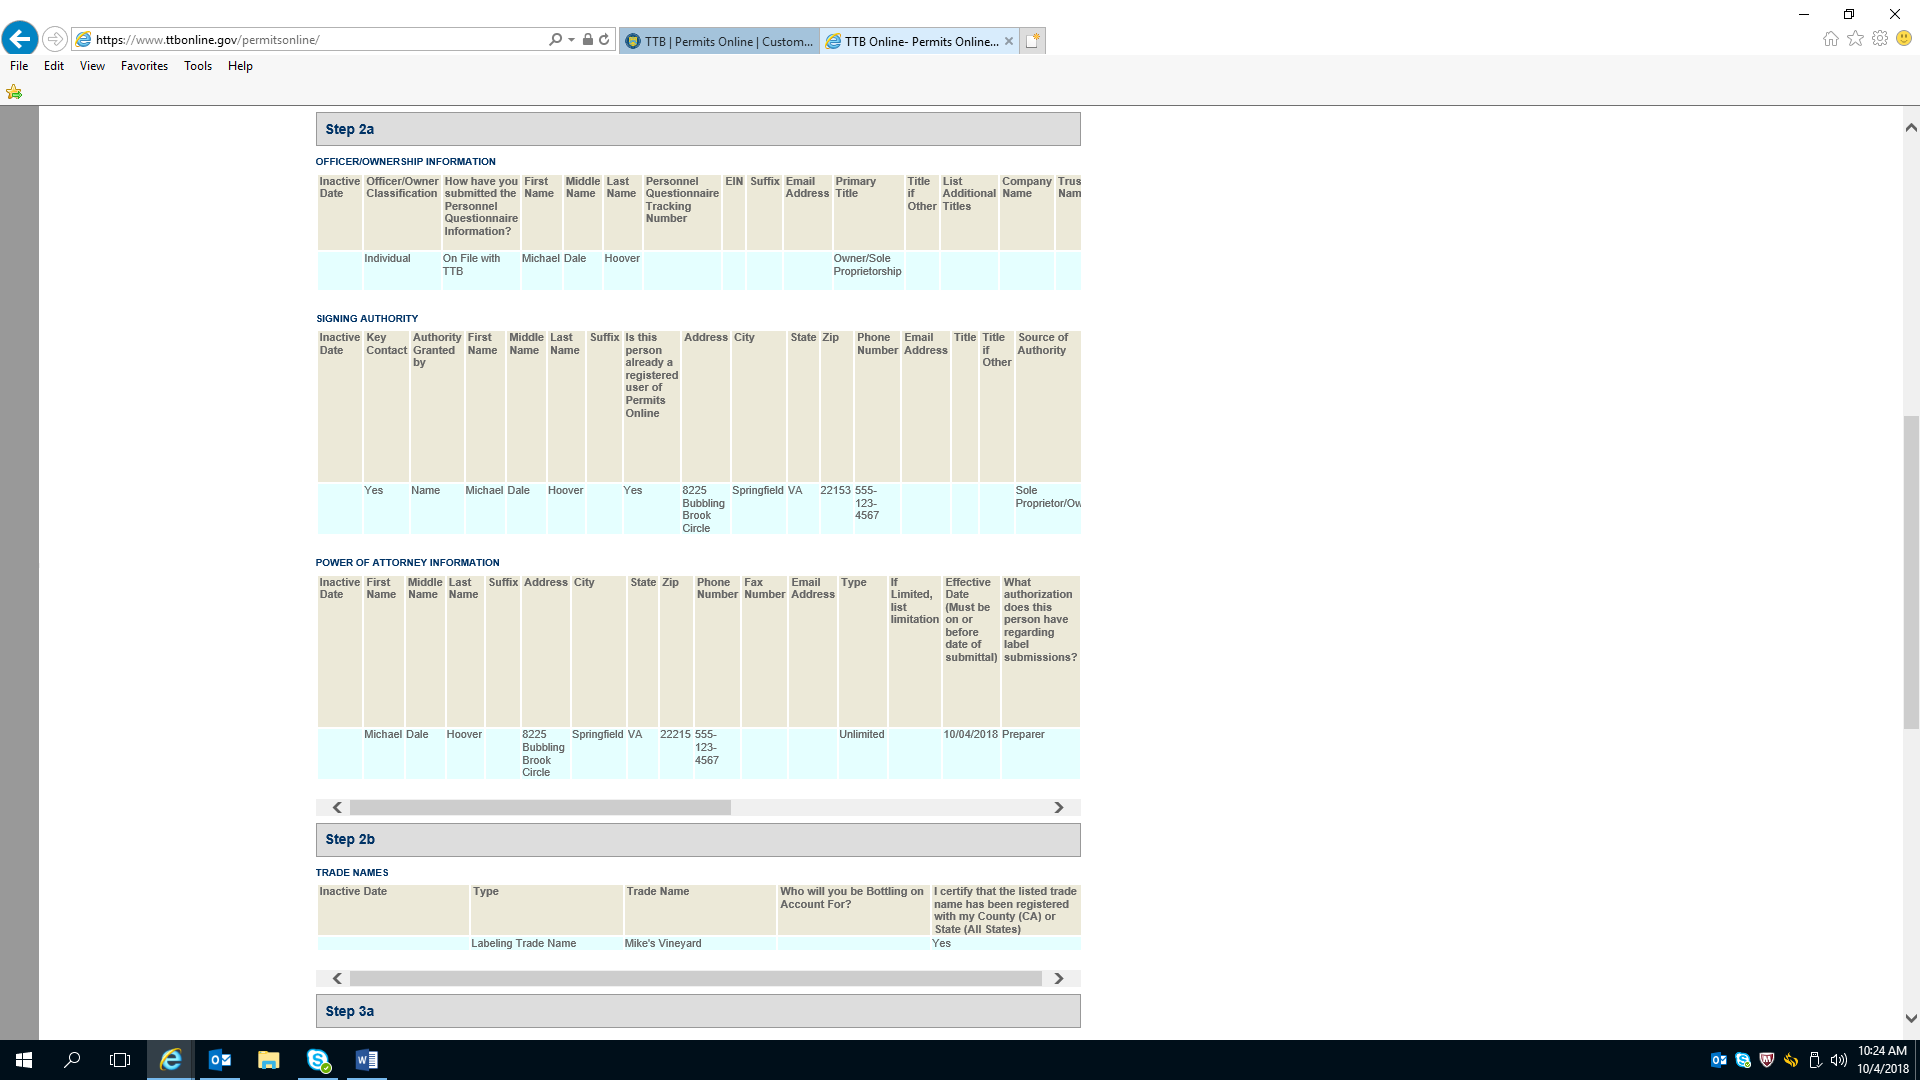 https://www.ttbonline.gov/permitsonline/
TTB | Permits Online | Custom...
TTB Online- Permits Online...
File Edit View Favorites Tools Help
Step 2a
OFFICER/OWNERSHIP INFORMATION
Inactive Officer/Owner How have you First Middle Last Personnel EIN Suffix Email Primary Title List Company Trus
Date Classification submitted the Name Name Name Questionnaire Address Title if Additional Name Nam
Personnel Tracking Other Titles
Questionnaire Number
Information?
Individual On File with Michael Dale Hoover Owner/Sole
TTB Proprietorship
SIGNING AUTHORITY
Inactive Key Authority First Middle Last Suffix Is this Address City State Zip Phone Email Title Title Source of
Date Contact Granted Name Name Name person Number Address if Authority
by already a Other
registered
user of
Permits
Online
Yes Name Michael Dale Hoover Yes 8225 Springfield VA 22153 555- Sole
Bubbling 123- Proprietor/Ow
Brook 4567
Circle
POWER OF ATTORNEY INFORMATION
Inactive First Middle Last Suffix Address City State Zip Phone Fax Email Type If Effective What
Date Name Name Name Number Number Address Limited, Date authorization
list (Must be does this
limitation on or person have
before regarding
date of label
submittal) submissions?
Michael Dale Hoover 8225 Springfield VA 22215 555- Unlimited 10/04/2018 Preparer
Bubbling 123-
Brook 4567
Circle
Step 2b
TRADE NAMES
Inactive Date Type Trade Name Who will you be Bottling on I certify that the listed trade
Account For? name has been registered
with my County (CA) or
State (All States)
Labeling Trade Name Mike's Vineyard Yes
Step 3a
10:24 AM
10/4/2018